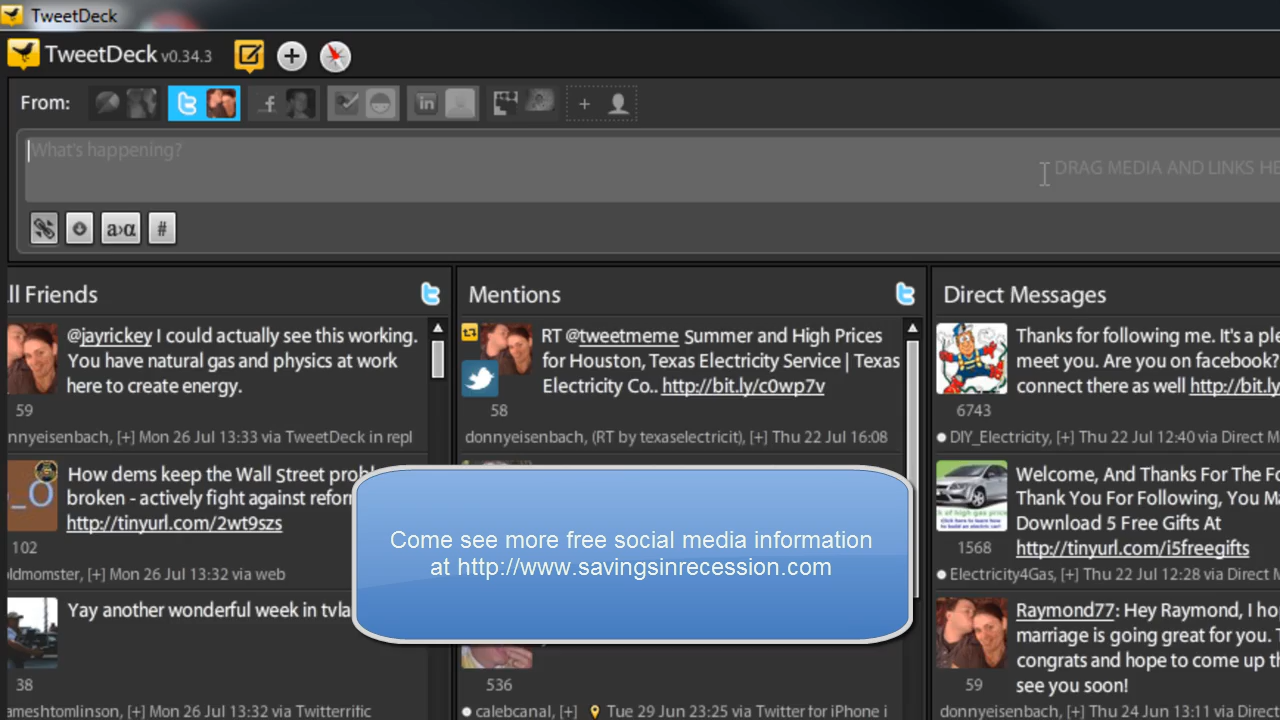 TweetDeck
TweetDeck v0.34.3
From:
What's happening?
DRAG MEDIA AND LINKS HE
a›α
#
ll Friends
@jayrickey I could actually see this working.
You have natural gas and physics at work
here to create energy.
59
nnyeisenbach, [+] Mon 26 Jul 13:33 via TweetDeck in repl
How dems keep the Wall Street prob
broken - actively fight against refor
http://tinyurl.com/2wt9szs
102
oldmomster, [+] Mon 26 Jul 13:32 via web
Yay another wonderful week in tvla
38
ameshtomlinson, [+] Mon 26 Jul 13:32 via Twitterrific
Mentions
RT @tweetmeme Summer and High Prices
for Houston, Texas Electricity Service | Texas
Electricity Co.. http://bit.ly/c0wp7v
58
donnyeisenbach, (RT by texaselectricit), [+] Thu 22 Jul 16:08
536
calebcanal, [+] Tue 29 Jun 23:25 via Twitter for iPhone i
Direct Messages
Thanks for following me. It's a ple
meet you. Are you on facebook?
connect there as well http://bit.ly
6743
DIY_Electricity, [+] Thu 22 Jul 12:40 via Direct M
Welcome, And Thanks For The Fo
Thank You For Following, You Ma
Download 5 Free Gifts At
http://tinyurl.com/i5freegifts
1568
Electricity4Gas, [+] Thu 22 Jul 12:28 via Direct M
Raymond77: Hey Raymond, I ho
marriage is going great for you. T
congrats and hope to come up th
see you soon!
59
donnyeisenbach, [+] Thu 24 Jun 13:11 via Direct
Come see more free social media information
at http://www.savingsinrecession.com